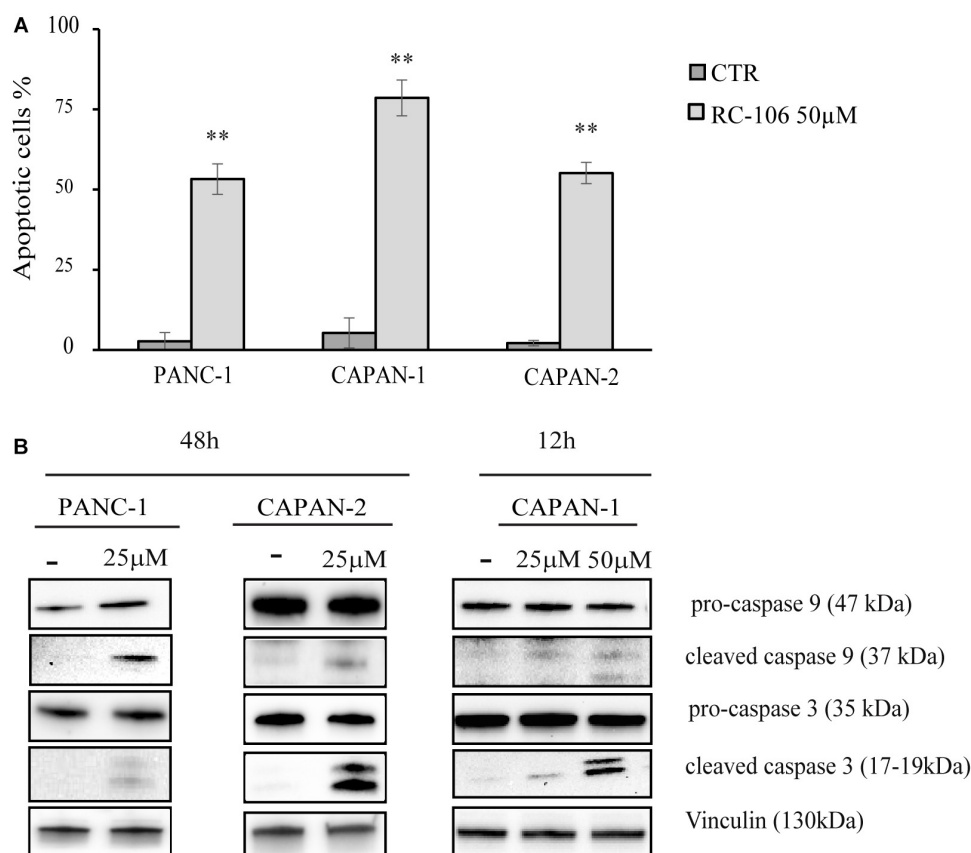 A
100
75
50
25
0
Apoptotic cells %
**
**
**
CTR
RC-106 50µM
PANC-1 CAPAN-1 CAPAN-2
B
48h 12h
PANC-1 CAPAN-2 CAPAN-1
- 25µM - 25µM - 25µM 50µM
pro-caspase 9 (47 kDa)
cleaved caspase 9 (37 kDa)
pro-caspase 3 (35 kDa)
cleaved caspase 3 (17-19kDa)
Vinculin (130kDa)